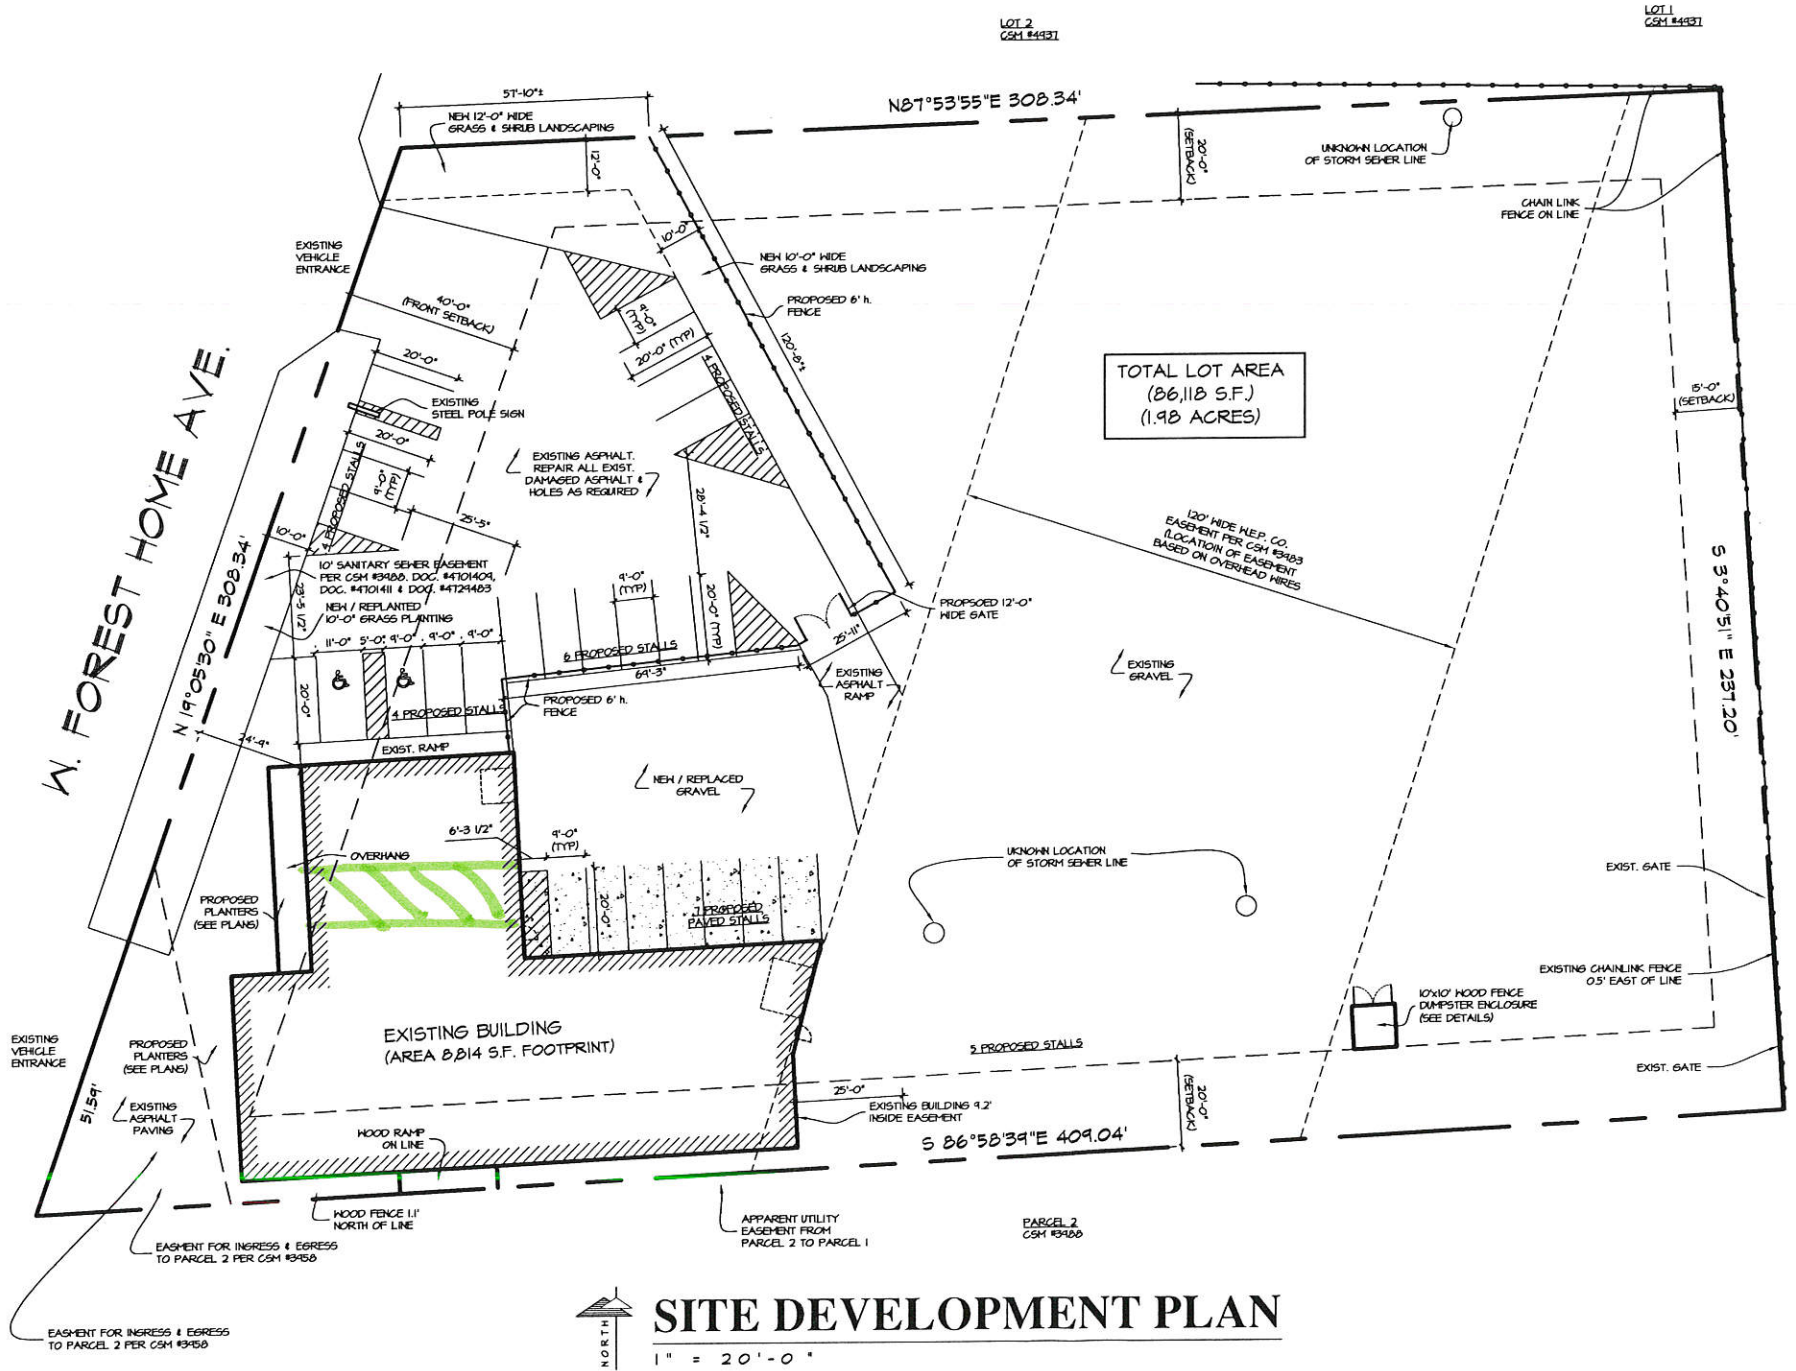 LOT 2
CSM #4937
LOT 1
CSM #4937
57'-10"±
NEW 12'-0" WIDE
GRASS & SHRUB LANDSCAPING
12'-0"
N87°53'55"E 308.34'
20'-0"
(SETBACK)
UNKNOWN LOCATION
OF STORM SEWER LINE
CHAIN LINK
FENCE ON LINE
EXISTING
VEHICLE
ENTRANCE
10'-0"
NEW 10'-0" WIDE
GRASS & SHRUB LANDSCAPING
PROPOSED 6' h.
FENCE
40'-0"
(FRONT SETBACK)
9'-0"
(TYP)
20'-0" (TYP)
120'-8"±
4 PROPOSED STALLS
20'-0"
EXISTING
STEEL POLE SIGN
20'-0"
TOTAL LOT AREA
(86,118 S.F.)
(1.98 ACRES)
15'-0"
(SETBACK)
W. FOREST HOME AVE.
4 PROPOSED STALLS
9'-0"
(TYP)
25'-5"
EXISTING ASPHALT.
REPAIR ALL EXIST.
DAMAGED ASPHALT &
HOLES AS REQUIRED
28'-4 1/2"
120' WIDE W.E.P. CO.
EASEMENT PER CSM #3983
(LOCATIOIN OF EASEMENT
BASED ON OVERHEAD WIRES
N 19°05'30" E 308.34'
10'-0"
10' SANITARY SEWER EASEMENT
PER CSM #3988. DOC. #4701409,
DOC. #4701411 & DOC. #4729483
23'-5 1/2"
NEW / REPLANTED
10'-0" GRASS PLANTING
9'-0"
(TYP)
20'-0" (TYP)
PROPSOED 12'-0"
WIDE GATE
25'-11"
S 3°40'51" E 237.20'
11'-0" 5'-0" 9'-0" 9'-0" 9'-0"
6 PROPOSED STALLS
69'-3"
EXISTING
ASPHALT
RAMP
EXISTING
GRAVEL
20'-0"
4 PROPOSED STALLS
PROPOSED 6' h.
FENCE
24'-9"
EXIST. RAMP
NEW / REPLACED
GRAVEL
6'-3 1/2"
9'-0"
(TYP)
OVERHANG
UKNOWN LOCATION
OF STORM SEWER LINE
EXIST. GATE
PROPOSED
PLANTERS
(SEE PLANS)
20'-0"
7 PROPOSED
PAVED STALLS
EXISTING CHAINLINK FENCE
0.5' EAST OF LINE
10'x10' WOOD FENCE
DUMPSTER ENCLOSURE
(SEE DETAILS)
EXISTING BUILDING
(AREA 8,814 S.F. FOOTPRINT)
EXISTING
VEHICLE
ENTRANCE
PROPOSED
PLANTERS
(SEE PLANS)
5 PROPOSED STALLS
EXIST. GATE
51.59'
EXISTING
ASPHALT
PAVING
25'-0"
EXISTING BUILDING 9.2'
INSIDE EASEMENT
20'-0"
(SETBACK)
WOOD RAMP
ON LINE
S 86°58'39"E 409.04'
WOOD FENCE 1.1'
NORTH OF LINE
APPARENT UTILITY
EASEMENT FROM
PARCEL 2 TO PARCEL 1
PARCEL 2
CSM #3988
EASMENT FOR INGRESS & EGRESS
TO PARCEL 2 PER CSM #3958
EASMENT FOR INGRESS & EGRESS
TO PARCEL 2 PER CSM #3958
NORTH
SITE DEVELOPMENT PLAN
1" = 20'-0"